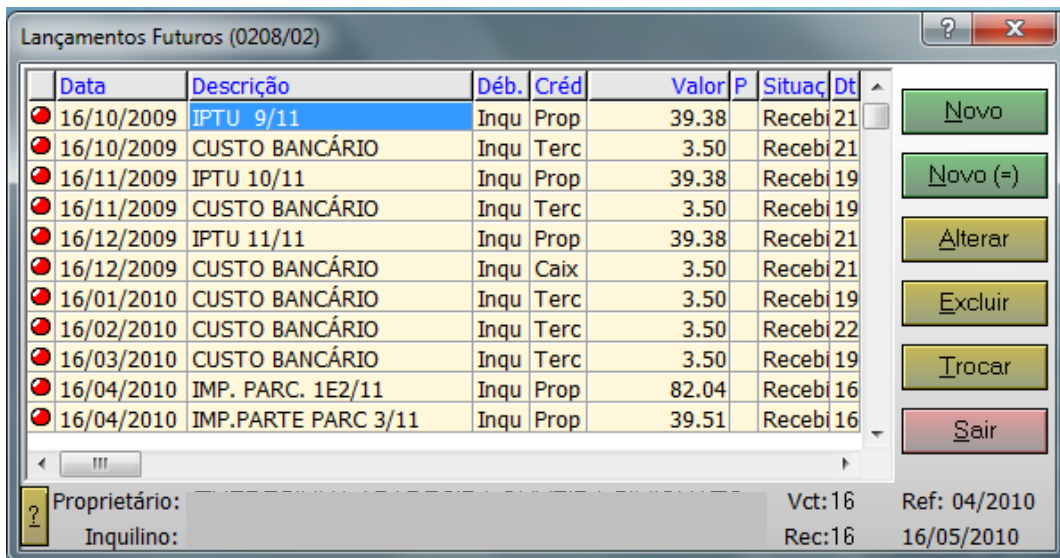 Lançamentos Futuros (0208/02)
? X
Data Descrição Déb. Créd Valor P Situaç Dt
16/10/2009 IPTU 9/11 Inqu Prop 39.38 Recebi 21
16/10/2009 CUSTO BANCÁRIO Inqu Terc 3.50 Recebi 21
16/11/2009 IPTU 10/11 Inqu Prop 39.38 Recebi 19
16/11/2009 CUSTO BANCÁRIO Inqu Terc 3.50 Recebi 19
16/12/2009 IPTU 11/11 Inqu Prop 39.38 Recebi 21
16/12/2009 CUSTO BANCÁRIO Inqu Caix 3.50 Recebi 21
16/01/2010 CUSTO BANCÁRIO Inqu Terc 3.50 Recebi 19
16/02/2010 CUSTO BANCÁRIO Inqu Terc 3.50 Recebi 22
16/03/2010 CUSTO BANCÁRIO Inqu Terc 3.50 Recebi 19
16/04/2010 IMP. PARC. 1E2/11 Inqu Prop 82.04 Recebi 16
16/04/2010 IMP.PARTE PARC 3/11 Inqu Prop 39.51 Recebi 16
Novo
Novo (=)
Alterar
Excluir
Trocar
Sair
? Proprietário: Vct:16 Ref: 04/2010
Inquilino: Rec:16 16/05/2010